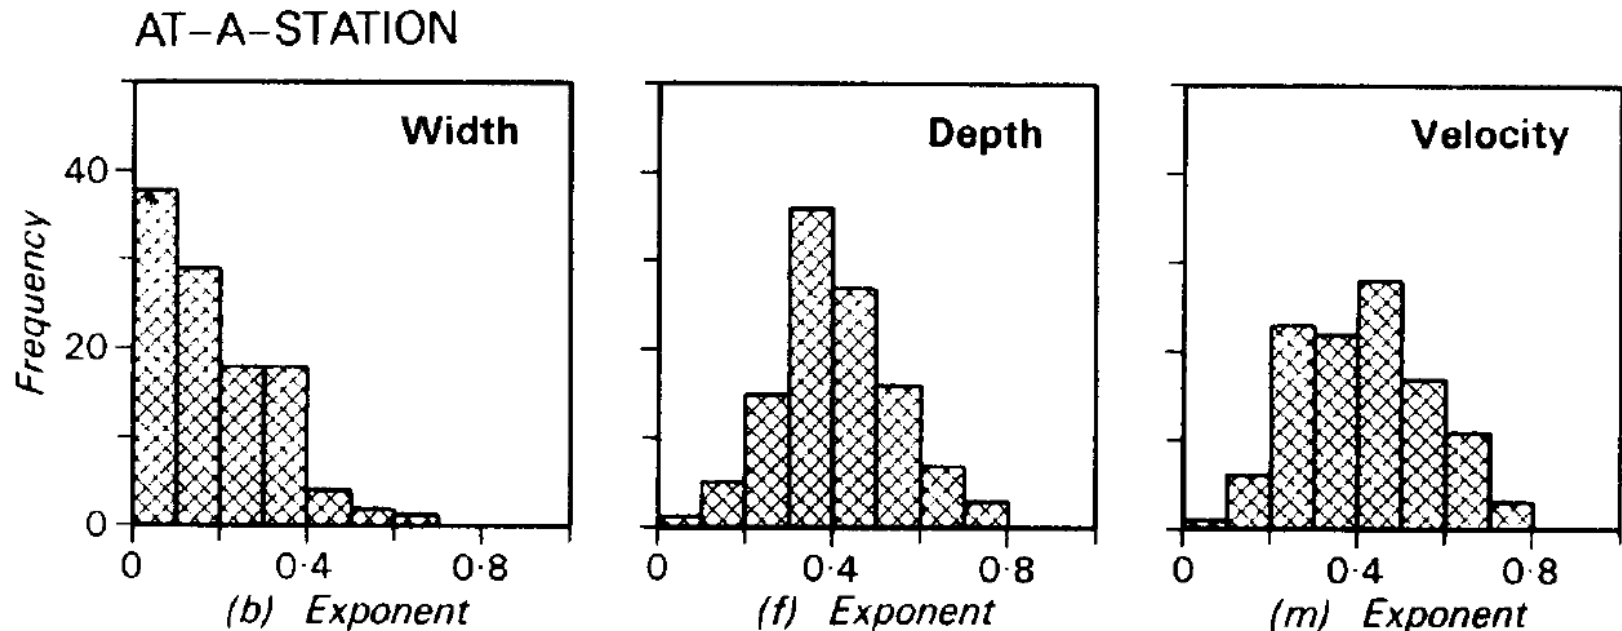 AT-A-STATION
Width
Depth
Velocity
Frequency
40
20
0
0 0·4 0·8
0 0·4 0·8
0 0·4 0·8
(b) Exponent
(f) Exponent
(m) Exponent